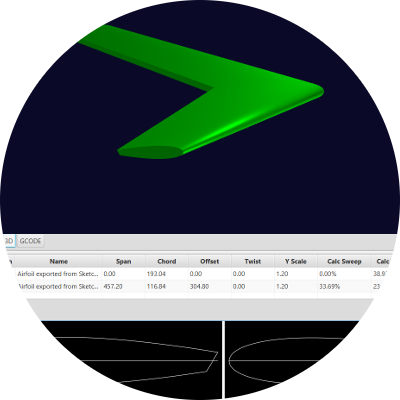 3D GCODE
Name Span Chord Offset Twist Y Scale Calc Sweep Calc
Airfoil exported from Sketc... 0.00 193.04 0.00 0.00 1.20 0.00% 38.9
Airfoil exported from Sketc... 457.20 116.84 304.80 0.00 1.20 33.69% 23